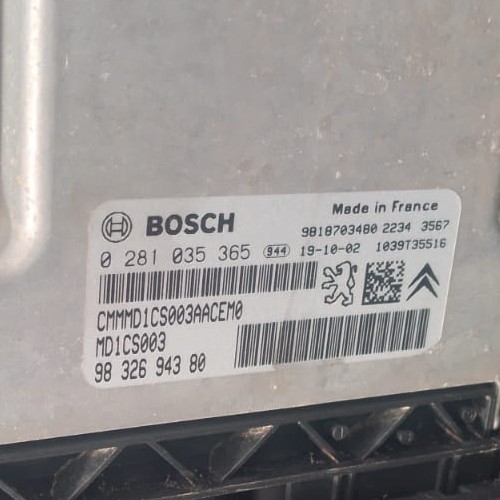 Made in France
BOSCH 9818703480 2234 3567
0 281 035 365 944 19-10-02 1039T35516
CMMMD1CS003AACEM0
MD1CS003
98 326 943 80